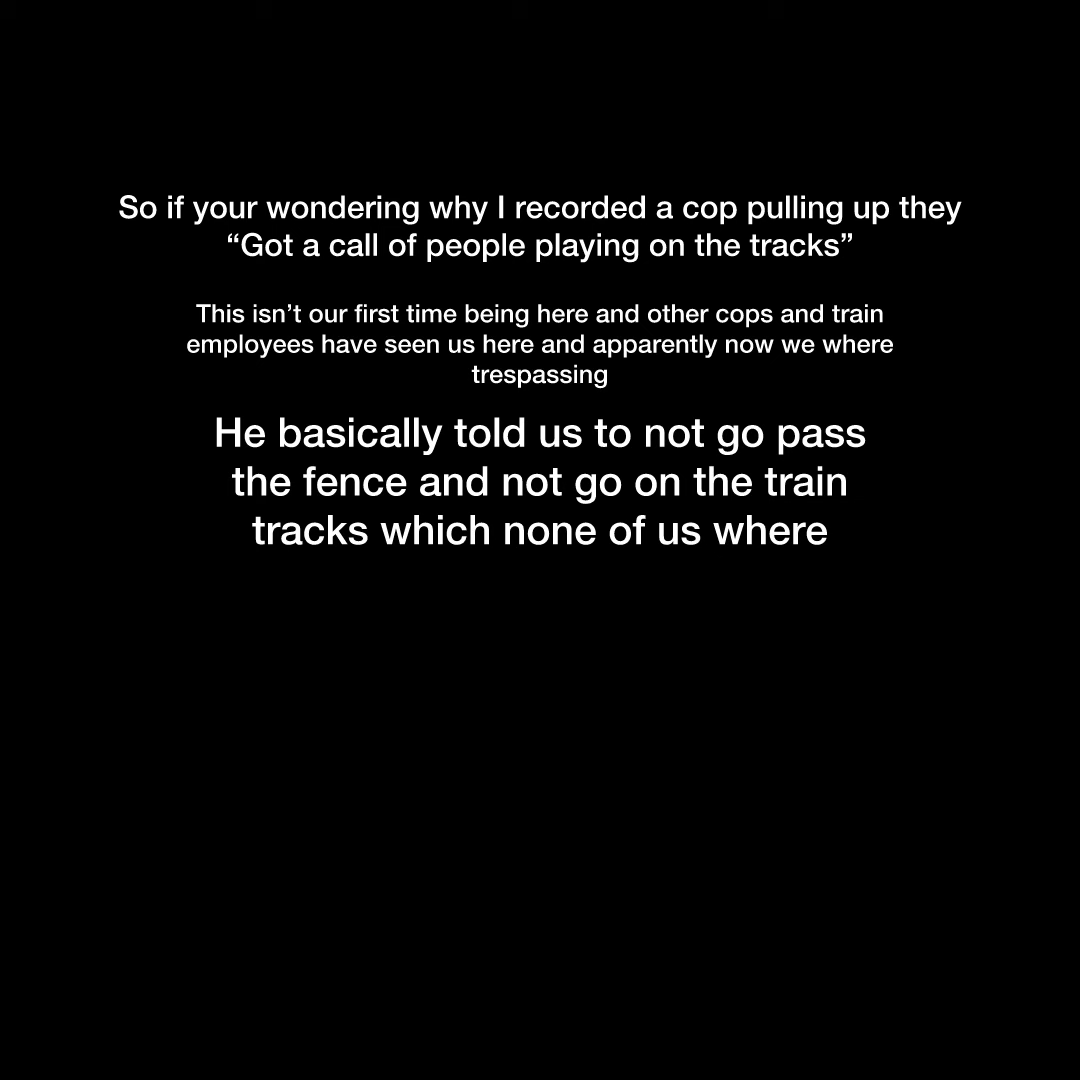 So if your wondering why I recorded a cop pulling up they
“Got a call of people playing on the tracks”
This isn’t our first time being here and other cops and train
employees have seen us here and apparently now we where
trespassing
He basically told us to not go pass
the fence and not go on the train
tracks which none of us where